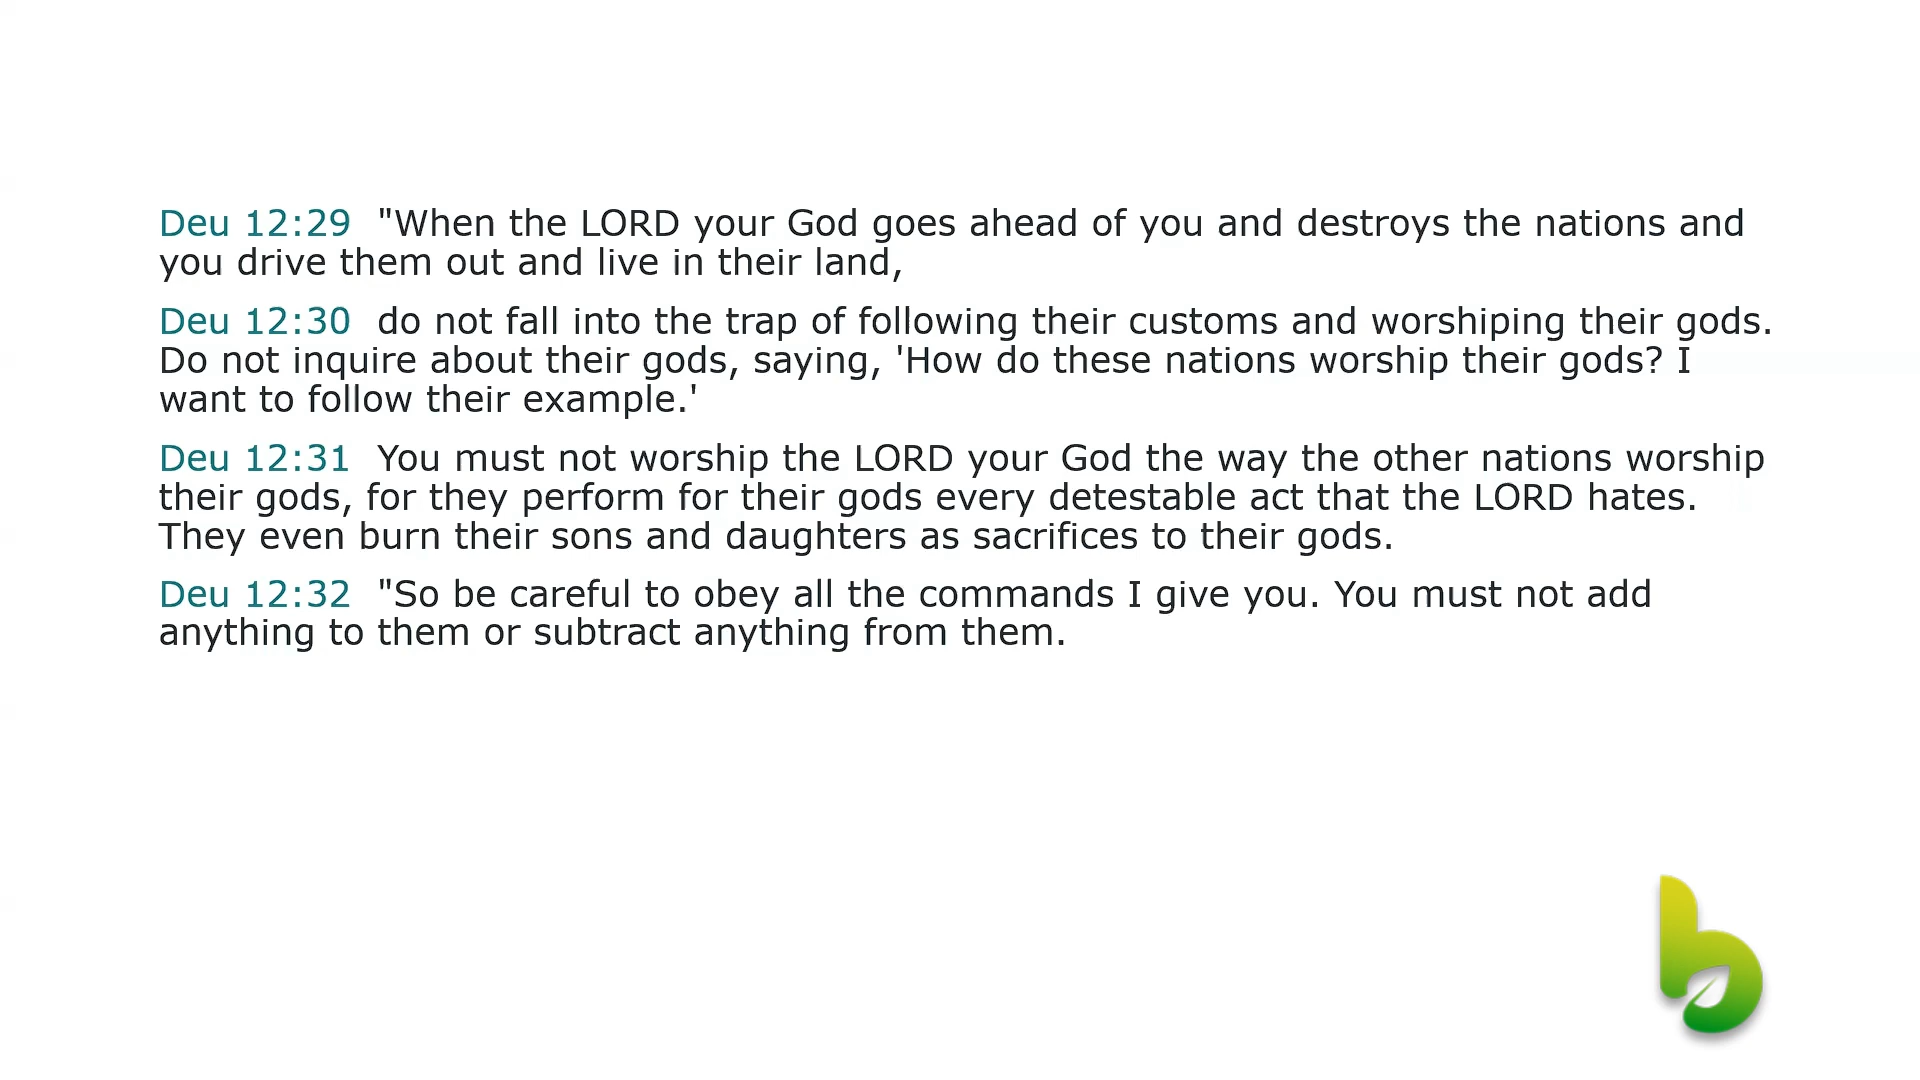 Deu 12:29 "When the LORD your God goes ahead of you and destroys the nations and
you drive them out and live in their land,
Deu 12:30 do not fall into the trap of following their customs and worshiping their gods.
Do not inquire about their gods, saying, 'How do these nations worship their gods? I
want to follow their example.'
Deu 12:31 You must not worship the LORD your God the way the other nations worship
their gods, for they perform for their gods every detestable act that the LORD hates.
They even burn their sons and daughters as sacrifices to their gods.
Deu 12:32 "So be careful to obey all the commands I give you. You must not add
anything to them or subtract anything from them.